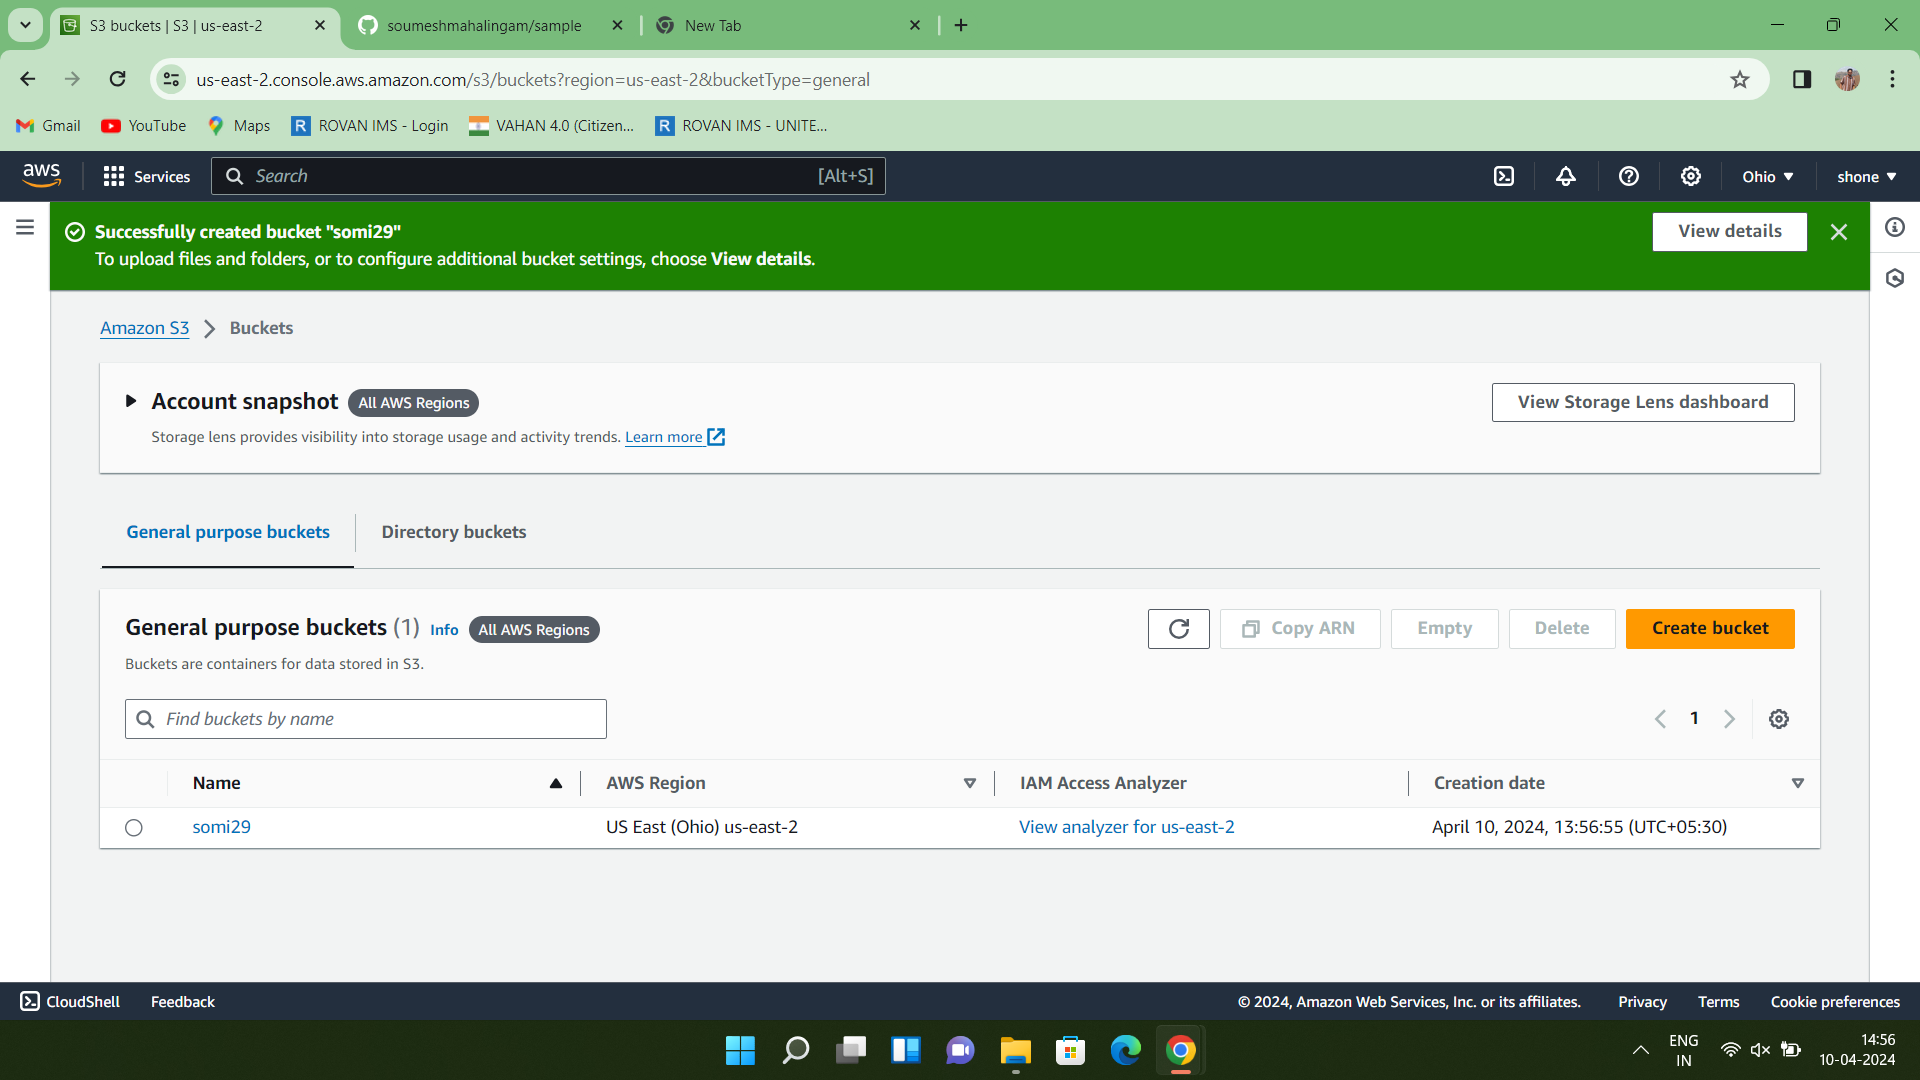 S3 buckets | S3 | us-east-2
soumeshmahalingam/sample
New Tab
us-east-2.console.aws.amazon.com/s3/buckets?region=us-east-2&bucketType=general
Gmail
YouTube
Maps
R ROVAN IMS - Login
VAHAN 4.0 (Citizen...
R ROVAN IMS - UNITE...
aws
Services
Search
[Alt+S]
Ohio
shone
Successfully created bucket "somi29"
To upload files and folders, or to configure additional bucket settings, choose View details.
View details
Amazon S3
Buckets
Account snapshot
All AWS Regions
View Storage Lens dashboard
Storage lens provides visibility into storage usage and activity trends. Learn more
General purpose buckets
Directory buckets
General purpose buckets (1)
Info
All AWS Regions
Copy ARN
Empty
Delete
Create bucket
Buckets are containers for data stored in S3.
Find buckets by name
1
Name
AWS Region
IAM Access Analyzer
Creation date
somi29
US East (Ohio) us-east-2
View analyzer for us-east-2
April 10, 2024, 13:56:55 (UTC+05:30)
CloudShell
Feedback
© 2024, Amazon Web Services, Inc. or its affiliates.
Privacy
Terms
Cookie preferences
ENG
IN
14:56
10-04-2024